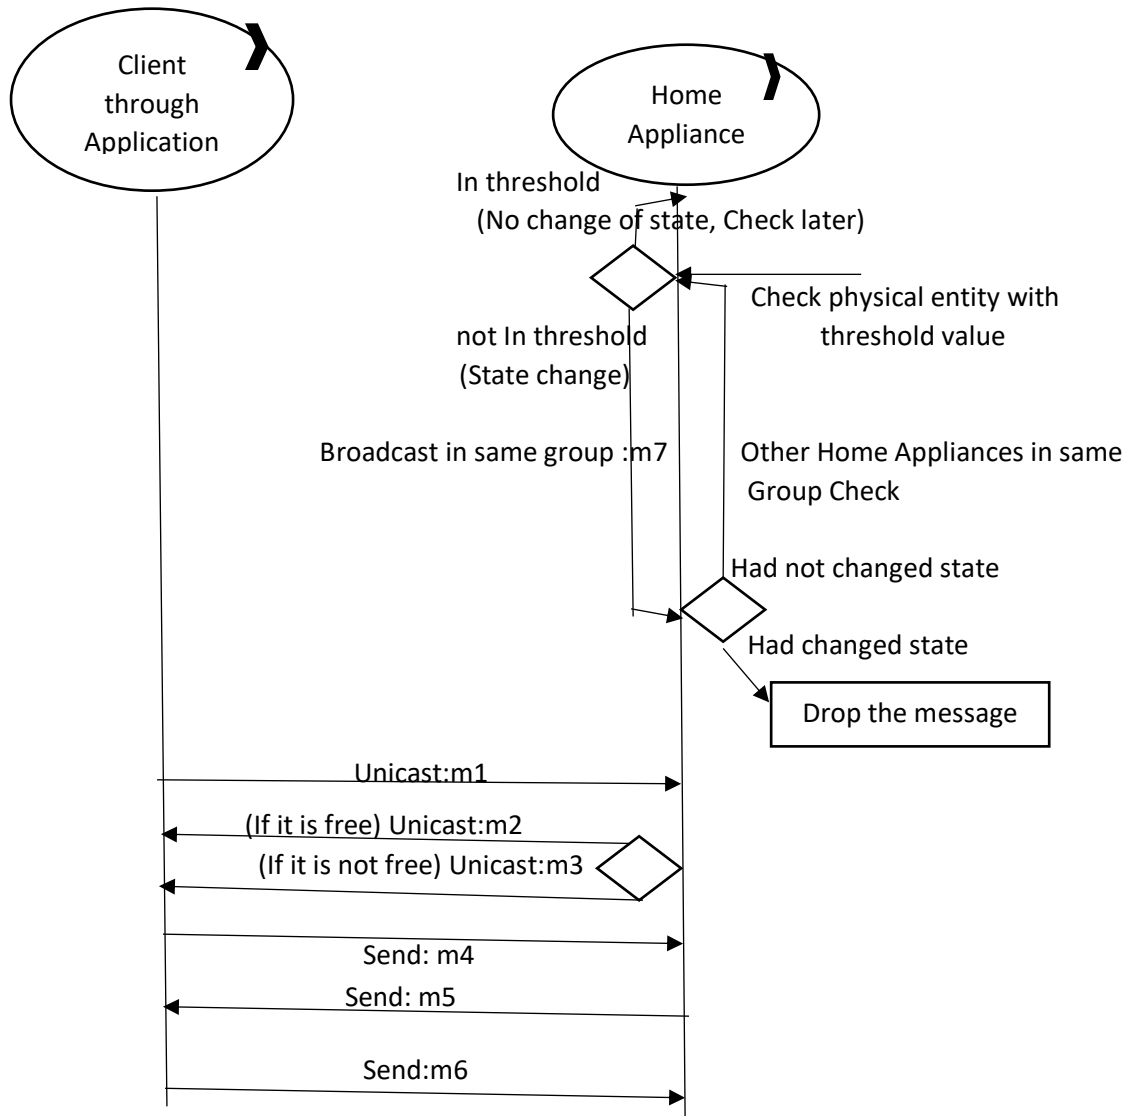 Client
through
Application
Home
Appliance
In threshold
(No change of state, Check later)
Check physical entity with
threshold value
not In threshold
(State change)
Broadcast in same group :m7
Other Home Appliances in same
Group Check
Had not changed state
Had changed state
Drop the message
Unicast:m1
(If it is free) Unicast:m2
(If it is not free) Unicast:m3
Send: m4
Send: m5
Send:m6